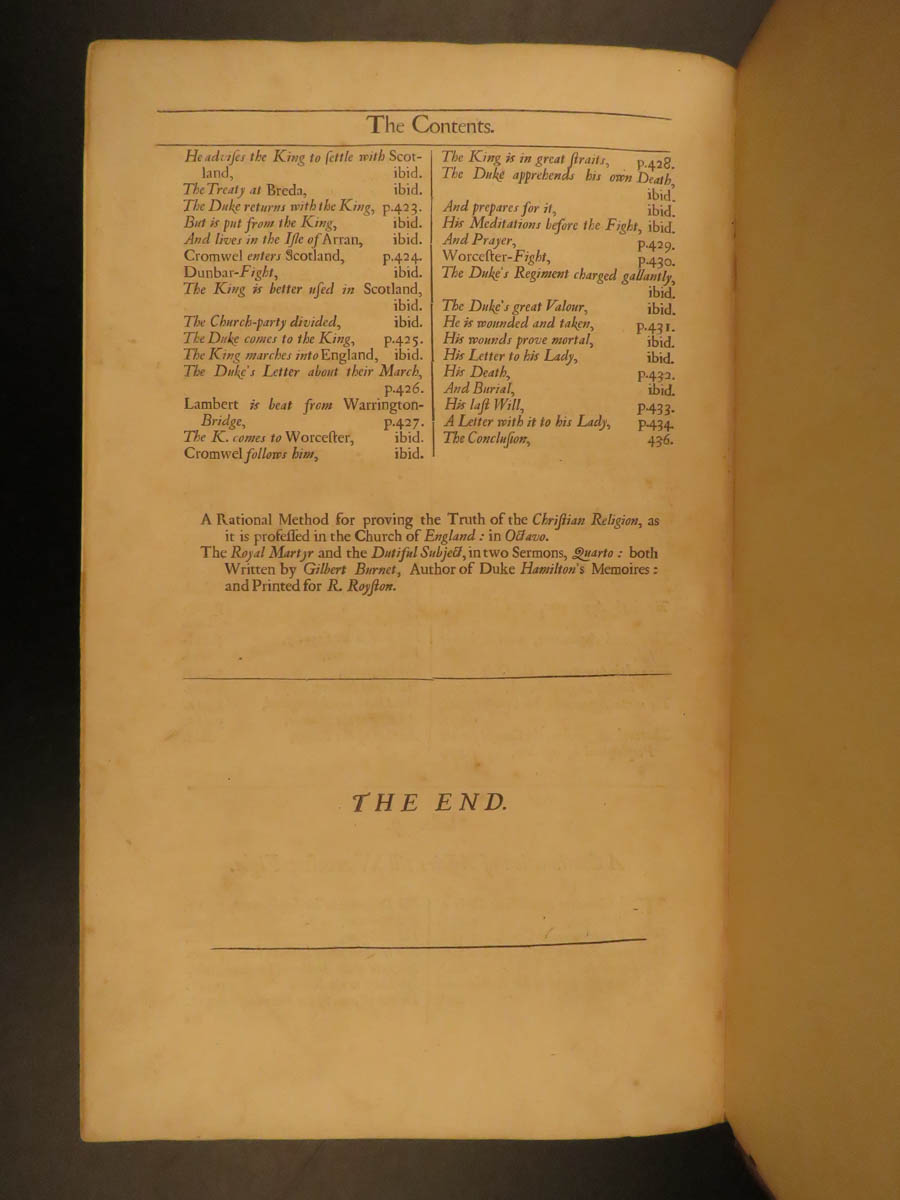 The Contents.
He adviſes the King to ſettle with Scot-
land, ibid.
The Treaty at Breda, ibid.
The Duke returns with the King, p.423.
But is put from the King, ibid.
And lives in the Iſle of Arran, ibid.
Cromwel enters Scotland, p.424.
Dunbar-Fight, ibid.
The King is better uſed in Scotland,
ibid.
The Church-party divided, ibid.
The Duke comes to the King, p.425.
The King marches into England, ibid.
The Duke's Letter about their March,
p.426.
Lambert is beat from Warrington-
Bridge, p.427.
The K. comes to Worceſter, ibid.
Cromwel follows him, ibid.
The King is in great ſtraits, p.428.
The Duke apprehends his own Death,
ibid.
And prepares for it, ibid.
His Meditations before the Fight, ibid.
And Prayer, p.429.
Worceſter-Fight, p.430.
The Duke's Regiment charged gallantly,
ibid.
The Duke's great Valour, ibid.
He is wounded and taken, p.431.
His wounds prove mortal, ibid.
His Letter to his Lady, ibid.
His Death, p.432.
And Burial, ibid.
His laſt Will, p.433.
A Letter with it to his Lady, p.434.
The Concluſion, 436.
A Rational Method for proving the Truth of the Chriſtian Religion, as
it is profeſſed in the Church of England : in Octavo.
The Royal Martyr and the Dutiful Subject, in two Sermons, Quarto : both
Written by Gilbert Burnet, Author of Duke Hamilton's Memoires :
and Printed for R. Royſton.
THE END.